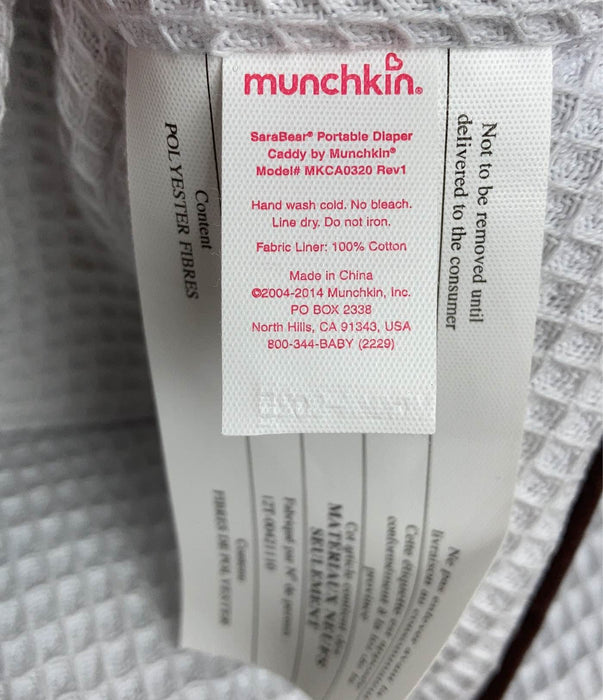 munchkin®
SaraBear® Portable Diaper
Caddy by Munchkin®
Model# MKCA0320 Rev1
Hand wash cold. No bleach.
Line dry. Do not iron.
Fabric Liner: 100% Cotton
Made in China
©2004-2014 Munchkin, Inc.
PO BOX 2338
North Hills, CA 91343, USA
800-344-BABY (2229)
Not to be removed until
delivered to the consumer
Content
POLYESTER FIBRES
Ne pas enlever avant
livraison au
Cette étiquette est
conformément à la loi de la
province
Cet article contient des
MATÉRIAUX NEUFS
SEULEMENT
Fabriqué par No de permis
Contenu
FIBRES DE POLYESTER